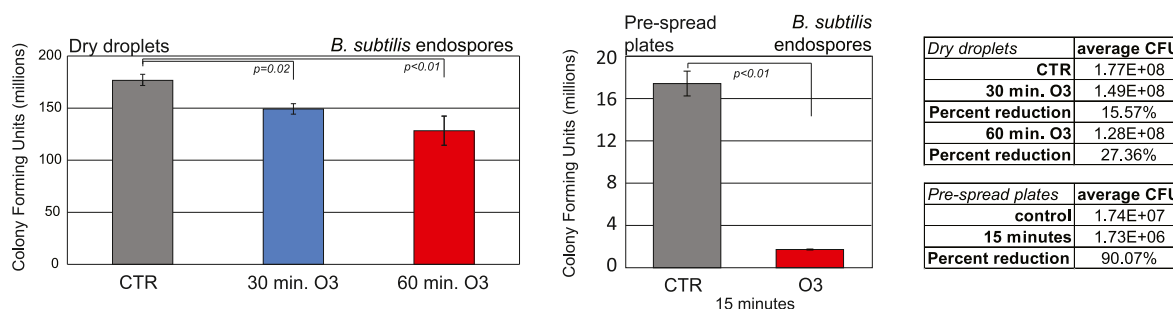 Dry droplets
B. subtilis endospores
p=0.02
p<0.01
Colony Forming Units (millions)
200
150
100
50
0
CTR
30 min. O3
60 min. O3
Pre-spread plates
B. subtilis endospores
p<0.01
Colony Forming Units (millions)
20
16
12
8
4
2
0
CTR
O3
15 minutes
Dry droplets average CFU
CTR 1.77E+08
30 min. O3 1.49E+08
Percent reduction 15.57%
60 min. O3 1.28E+08
Percent reduction 27.36%
Pre-spread plates average CFU
control 1.74E+07
15 minutes 1.73E+06
Percent reduction 90.07%